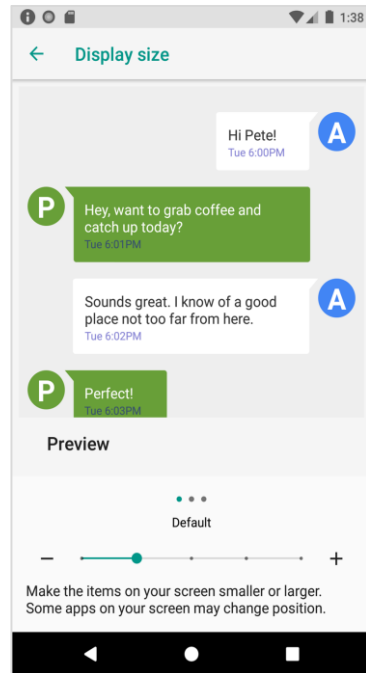 1:38
Display size
Hi Pete!
Tue 6:00PM
A
P
Hey, want to grab coffee and
catch up today?
Tue 6:01PM
Sounds great. I know of a good
place not too far from here.
Tue 6:02PM
A
P
Perfect!
Tue 6:03PM
Preview
Default
Make the items on your screen smaller or larger.
Some apps on your screen may change position.